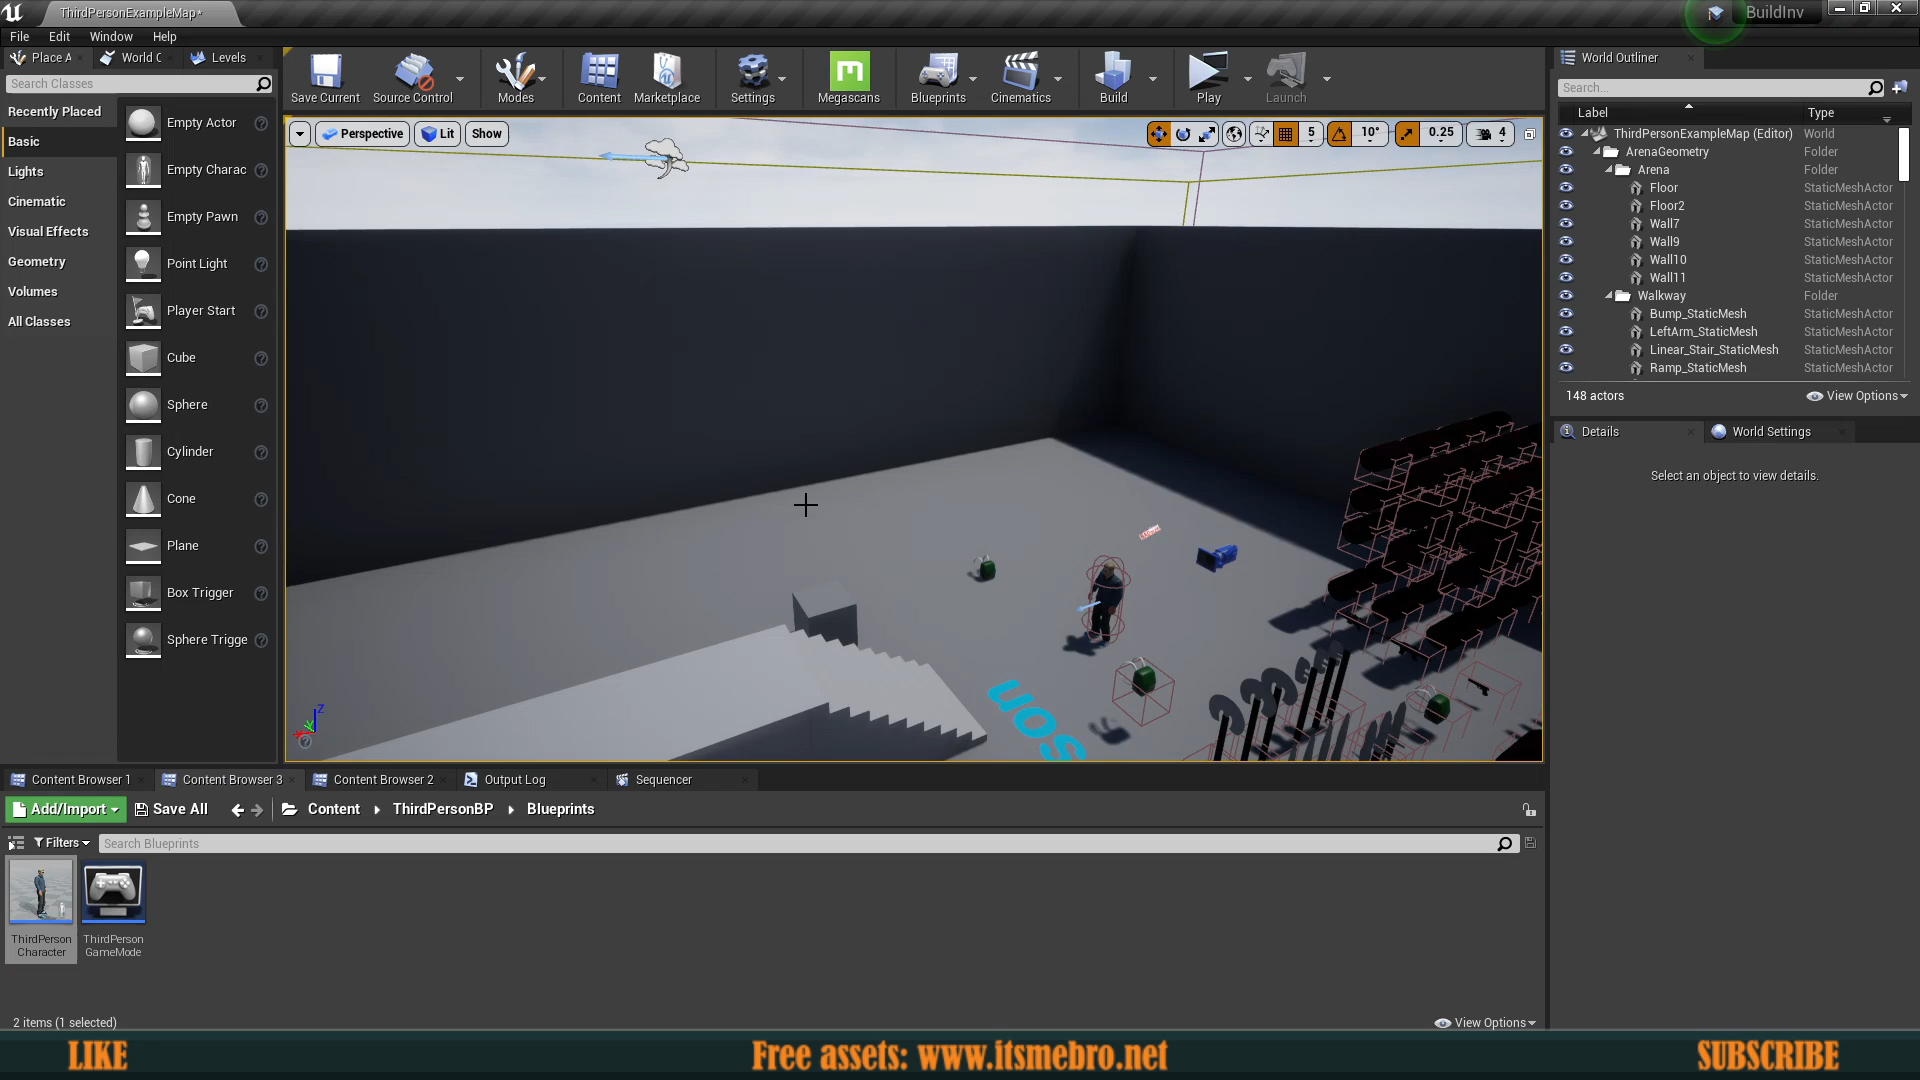 ThirdPersonExampleMap*
BuildInv
File Edit Window Help
Place A
World C
Levels
Search Classes
Recently Placed
Basic
Lights
Cinematic
Visual Effects
Geometry
Volumes
All Classes
Empty Actor
Empty Charac
Empty Pawn
Point Light
Player Start
Cube
Sphere
Cylinder
Cone
Plane
Box Trigger
Sphere Trigge
Save Current
Source Control
Modes
Content
Marketplace
Settings
Megascans
Blueprints
Cinematics
Build
Play
Launch
Perspective
Lit
Show
5
10°
0.25
4
Z
World Outliner
Search...
Label Type
ThirdPersonExampleMap (Editor) World
ArenaGeometry Folder
Arena Folder
Floor StaticMeshActor
Floor2 StaticMeshActor
Wall7 StaticMeshActor
Wall9 StaticMeshActor
Wall10 StaticMeshActor
Wall11 StaticMeshActor
Walkway Folder
Bump_StaticMesh StaticMeshActor
LeftArm_StaticMesh StaticMeshActor
Linear_Stair_StaticMesh StaticMeshActor
Ramp_StaticMesh StaticMeshActor
148 actors
View Options
Details
World Settings
Select an object to view details.
Content Browser 1
Content Browser 3
Content Browser 2
Output Log
Sequencer
Add/Import
Save All
Content
ThirdPersonBP
Blueprints
Filters
Search Blueprints
ThirdPerson
Character
ThirdPerson
GameMode
2 items (1 selected)
View Options
LIKE
Free assets: www.itsmebro.net
SUBSCRIBE